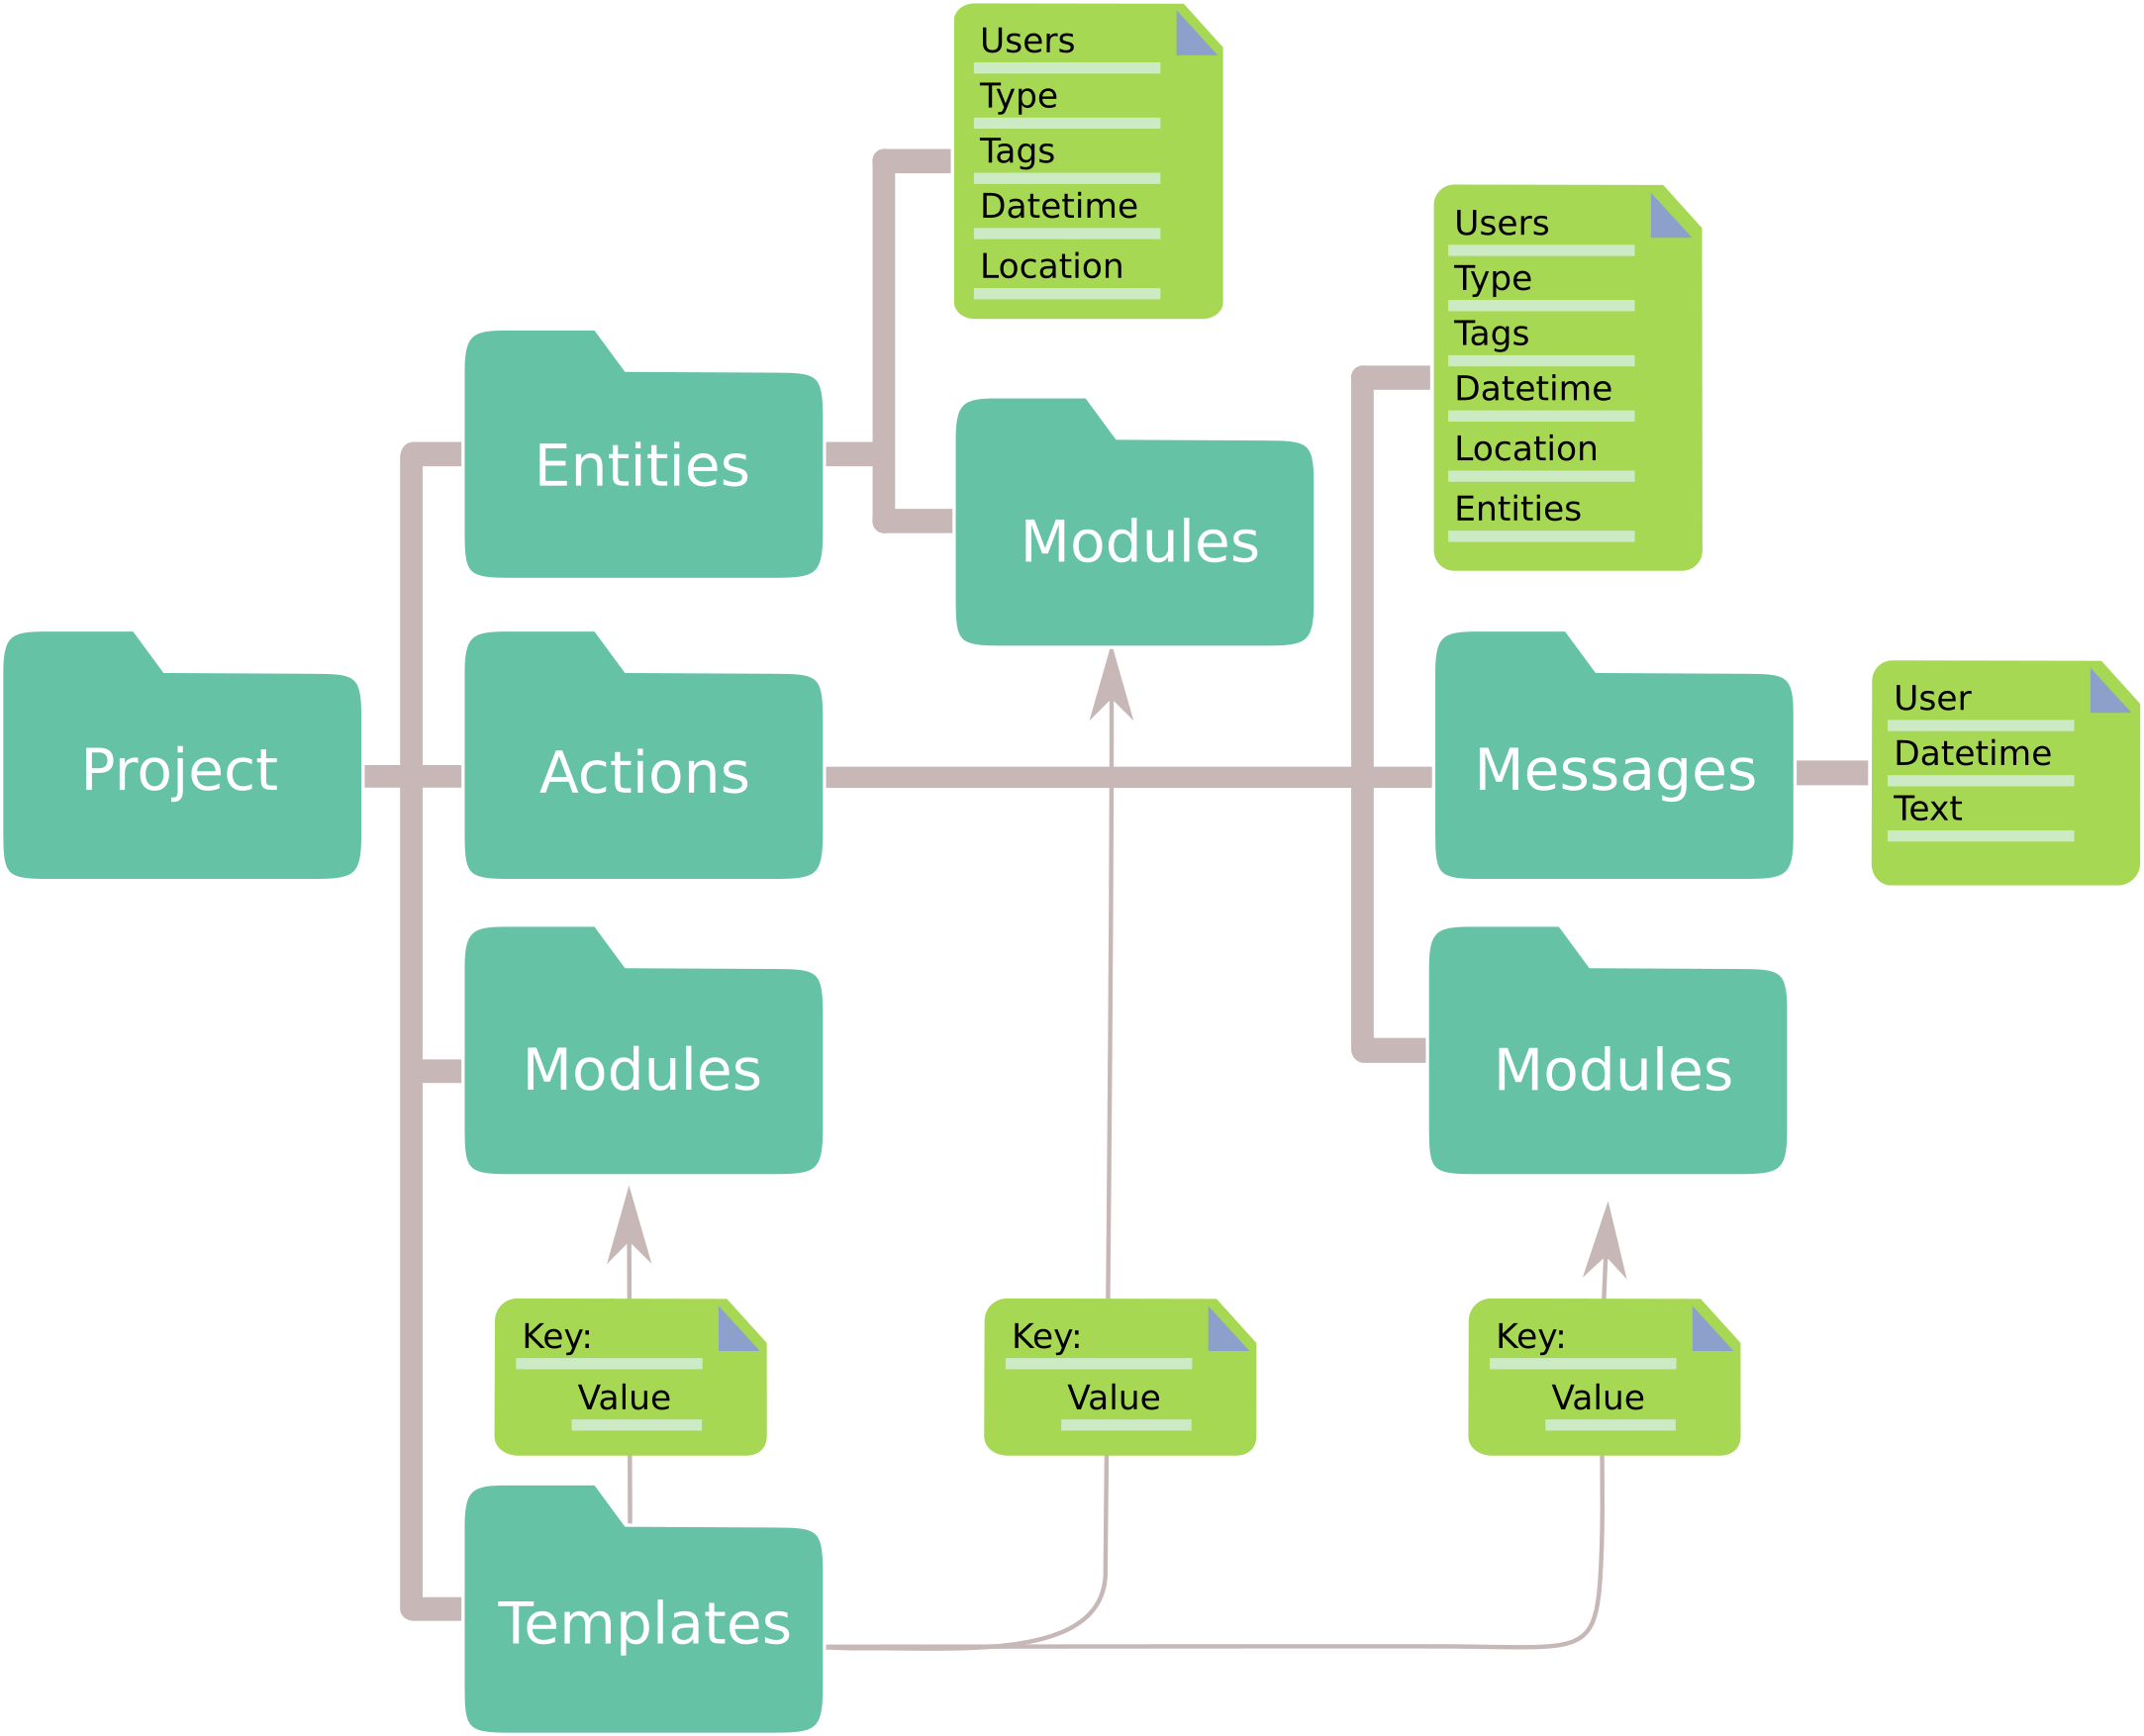 Users
Type
Tags
Datetime
Location
Users
Type
Tags
Datetime
Location
Entities
Entities
Modules
Project
Actions
Messages
User
Datetime
Text
Modules
Modules
Key:
Value
Key:
Value
Key:
Value
Templates